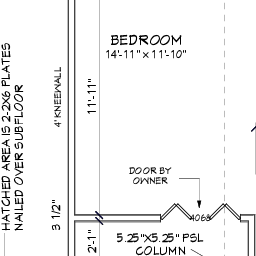 BEDROOM
14'-11" x 11'-10"
HATCHED AREA IS 2-2X6 PLATES
NAILED OVER SUBFLOOR
4' KNEEWALL
11'-11"
DOOR BY
OWNER
4068
3 1/2"
2'-1"
5.25"X5.25" PSL
COLUMN